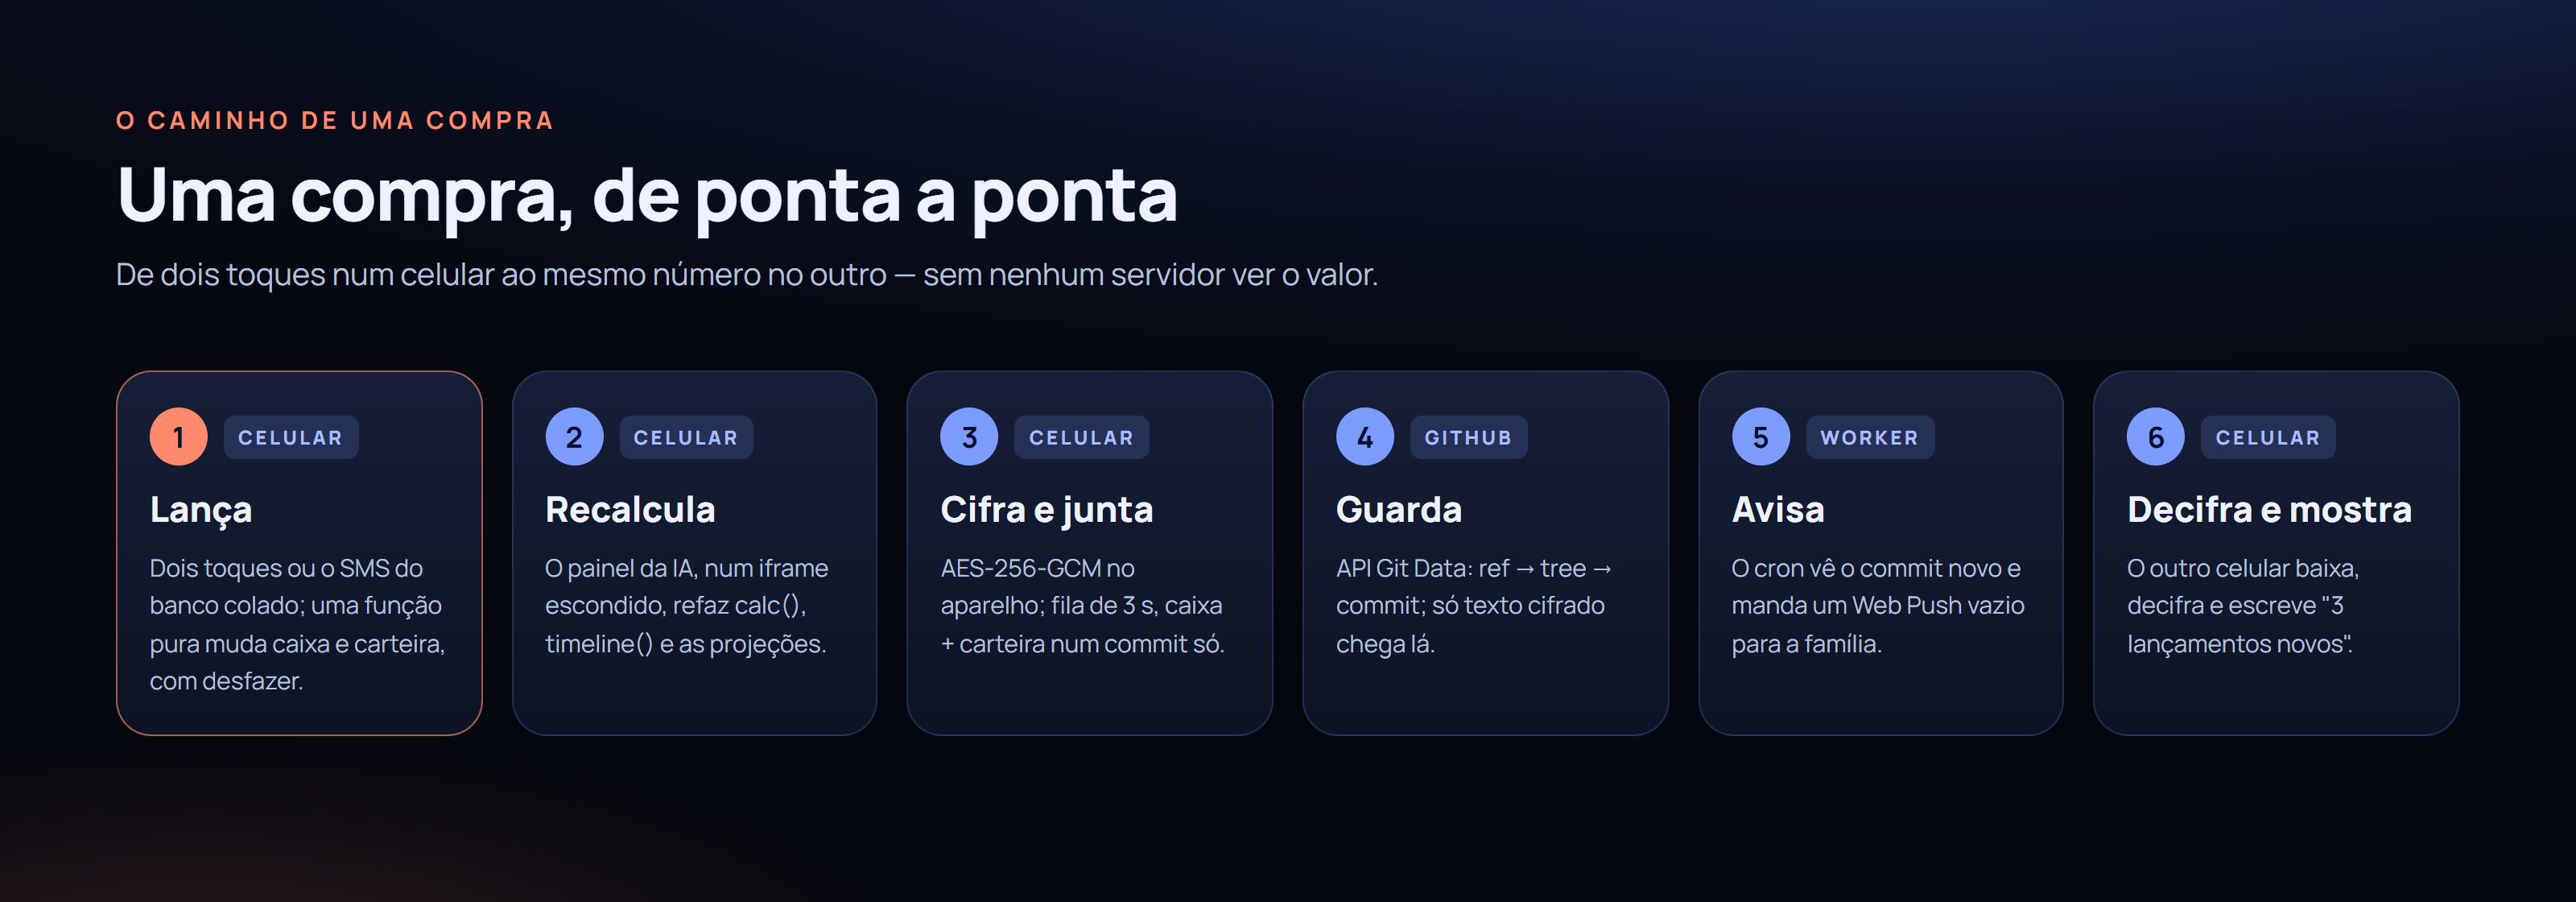 O CAMINHO DE UMA COMPRA
Uma compra, de ponta a ponta
De dois toques num celular ao mesmo número no outro — sem nenhum servidor ver o valor.
1 CELULAR
Lança
Dois toques ou o SMS do
banco colado; uma função
pura muda caixa e carteira,
com desfazer.
2 CELULAR
Recalcula
O painel da IA, num iframe
escondido, refaz calc(),
timeline() e as projeções.
3 CELULAR
Cifra e junta
AES-256-GCM no
aparelho; fila de 3 s, caixa
+ carteira num commit só.
4 GITHUB
Guarda
API Git Data: ref → tree →
commit; só texto cifrado
chega lá.
5 WORKER
Avisa
O cron vê o commit novo e
manda um Web Push vazio
para a família.
6 CELULAR
Decifra e mostra
O outro celular baixa,
decifra e escreve "3
lançamentos novos".